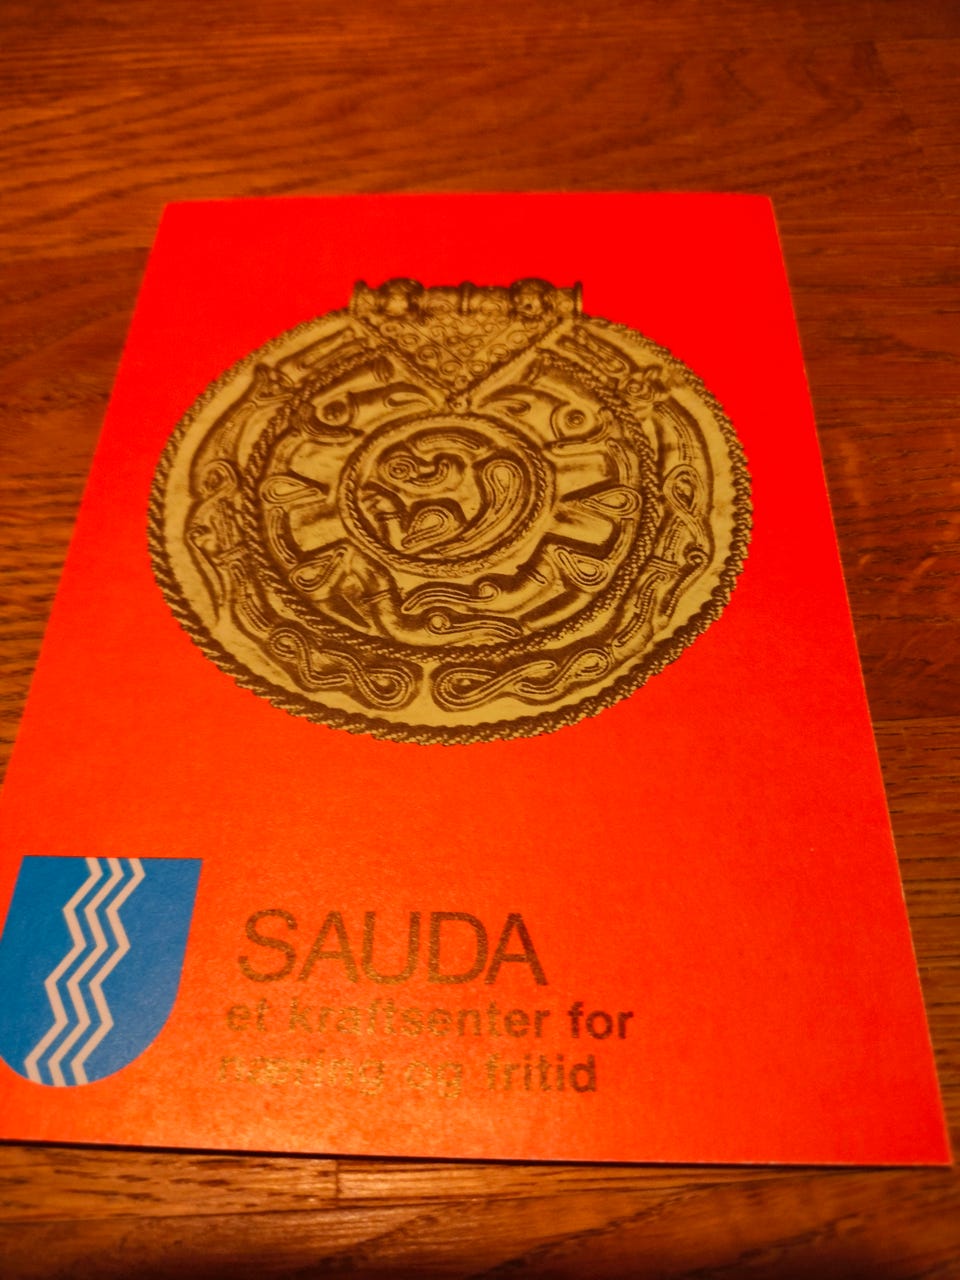 SAUDA
et kraftsenter for
næring og fritid